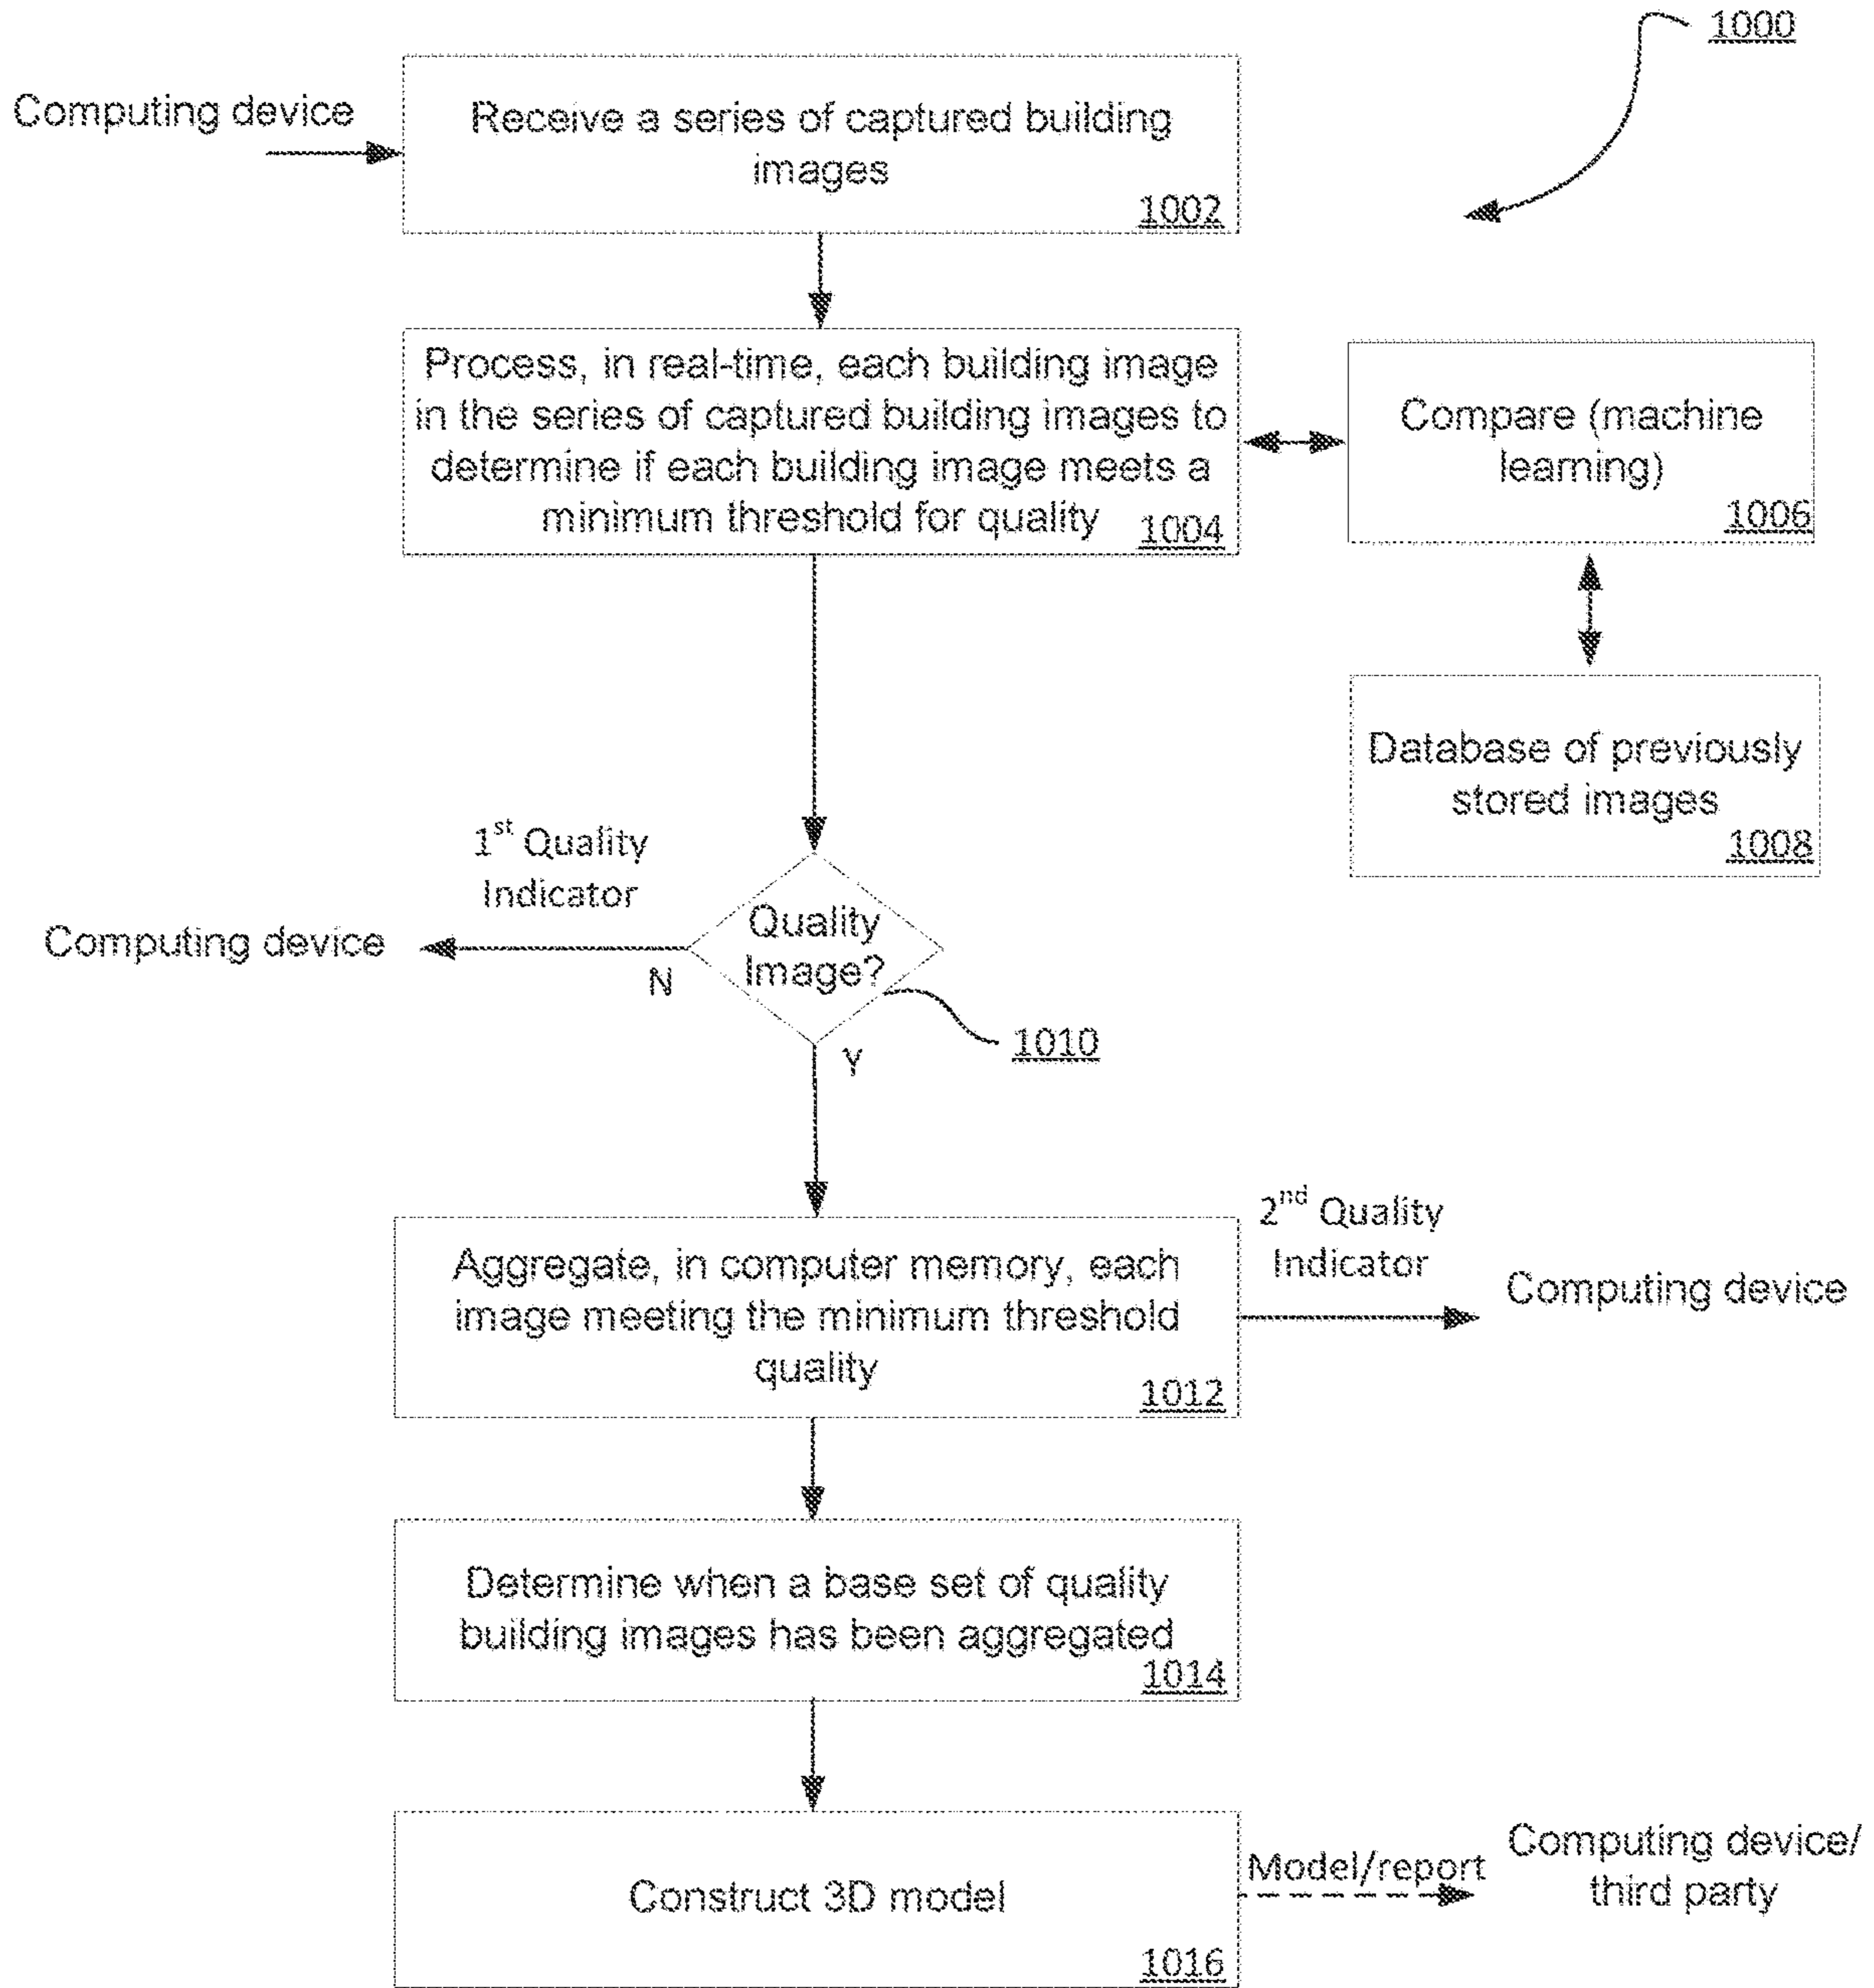 1000
Computing device
Receive a series of captured building
images
1002
Process, in real-time, each building image
in the series of captured building images to
determine if each building image meets a
minimum threshold for quality
1004
Compare (machine
learning)
1006
Database of previously
stored images
1008
1st Quality
Indicator
Computing device
N
Quality
Image?
1010
Y
Aggregate, in computer memory, each
image meeting the minimum threshold
quality
1012
2nd Quality
Indicator
Computing device
Determine when a base set of quality
building images has been aggregated
1014
Construct 3D model
1016
Model/report
Computing device/
third party